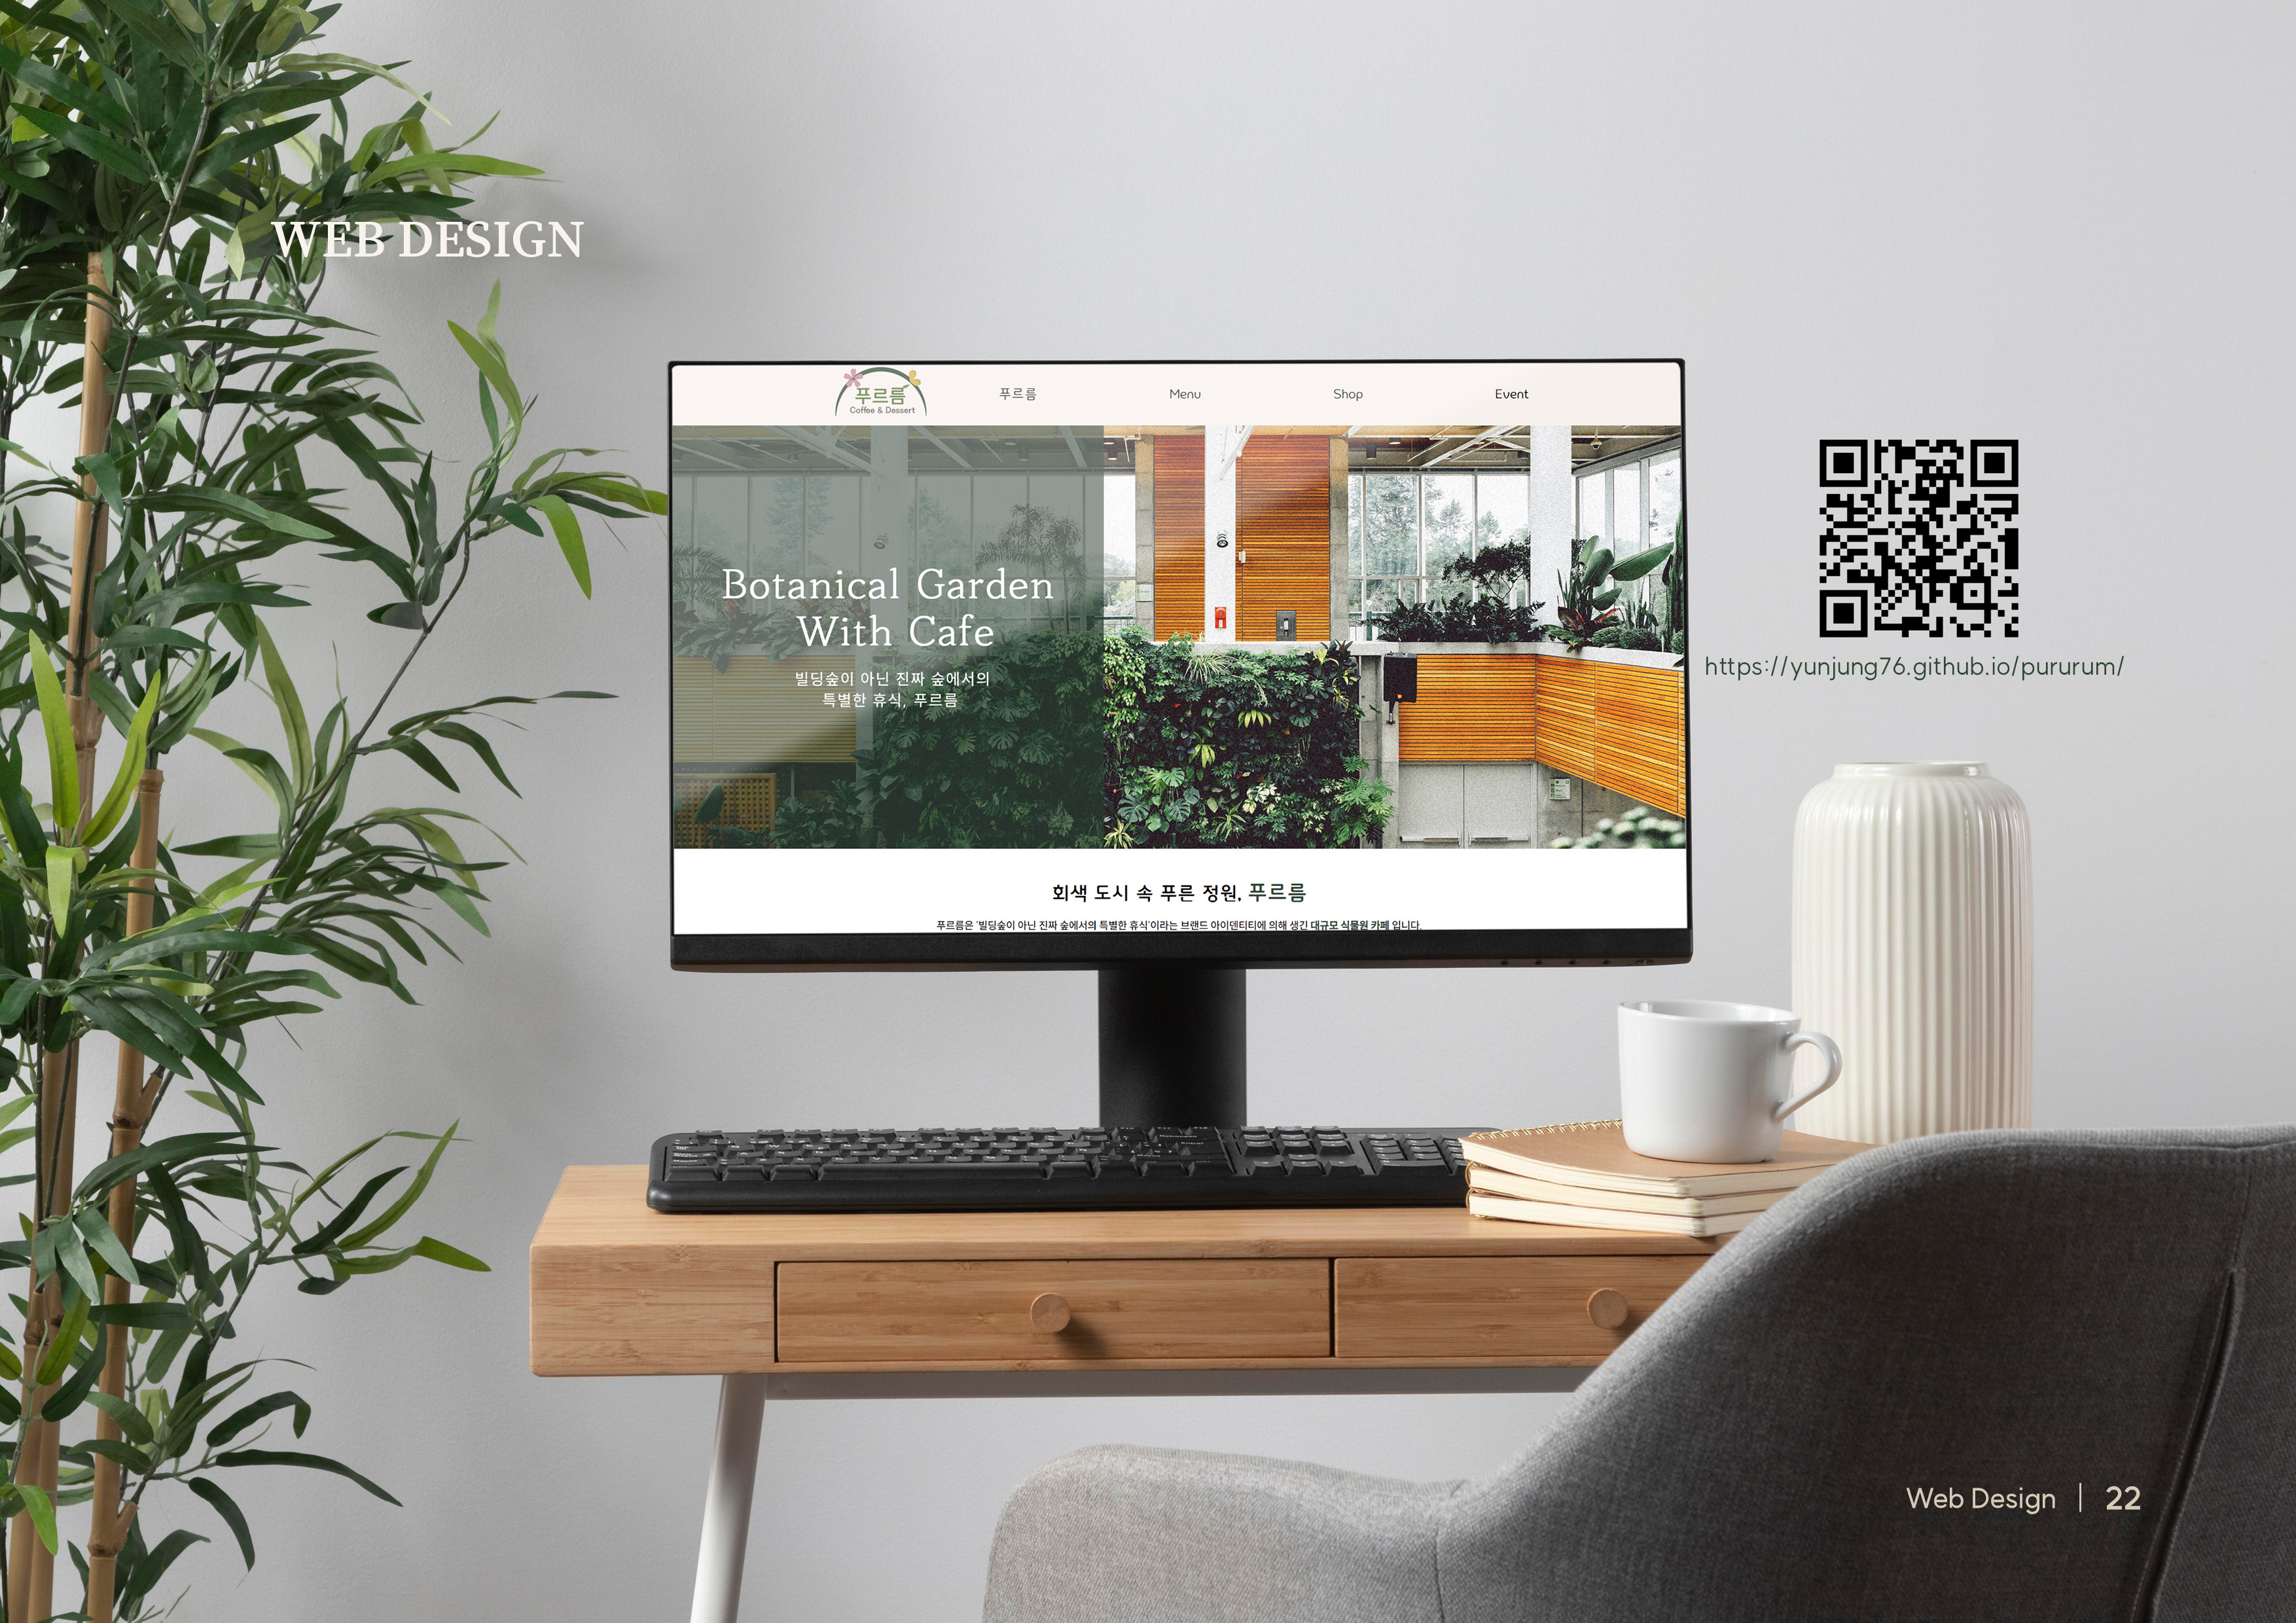 WEB DESIGN
푸르름
Coffee & Dessert
푸르름
Menu
Shop
Event
Botanical Garden
With Cafe
빌딩숲이 아닌 진짜 숲에서의
특별한 휴식, 푸르름
회색 도시 속 푸른 정원, 푸르름
푸르름은 '빌딩숲이 아닌 진짜 숲에서의 특별한 휴식'이라는 브랜드 아이덴티티에 의해 생긴 대규모 식물원 카페 입니다.
https://yunjung76.github.io/pururum/
Web Design | 22